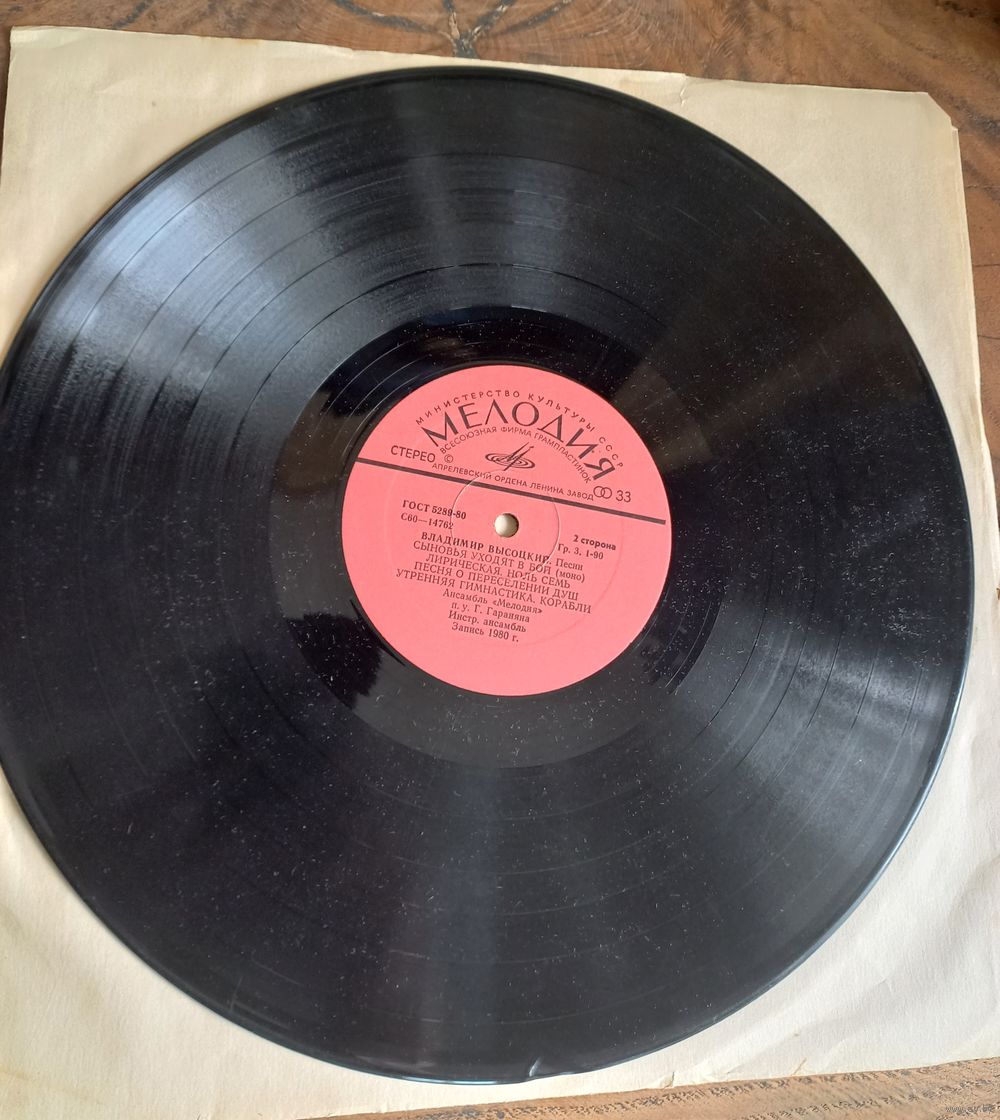 МИНИСТЕРСТВО КУЛЬТУРЫ СССР
МЕЛОДИЯ
ВСЕСОЮЗНАЯ ФИРМА ГРАМПЛАСТИНОК
СТЕРЕО ©
АПРЕЛЕВСКИЙ ОРДЕНА ЛЕНИНА ЗАВОД
33
ГОСТ 5289-80
С60—14762
2 сторона
Гр. 3. 1-90
ВЛАДИМИР ВЫСОЦКИЙ. Песни
СЫНОВЬЯ УХОДЯТ В БОЙ (моно)
ЛИРИЧЕСКАЯ. НОЛЬ СЕМЬ
ПЕСНЯ О ПЕРЕСЕЛЕНИИ ДУШ
УТРЕННЯЯ ГИМНАСТИКА. КОРАБЛИ
Ансамбль «Мелодия»
п. у. Г. Гараняна
Инстр. ансамбль
Запись 1980 г.